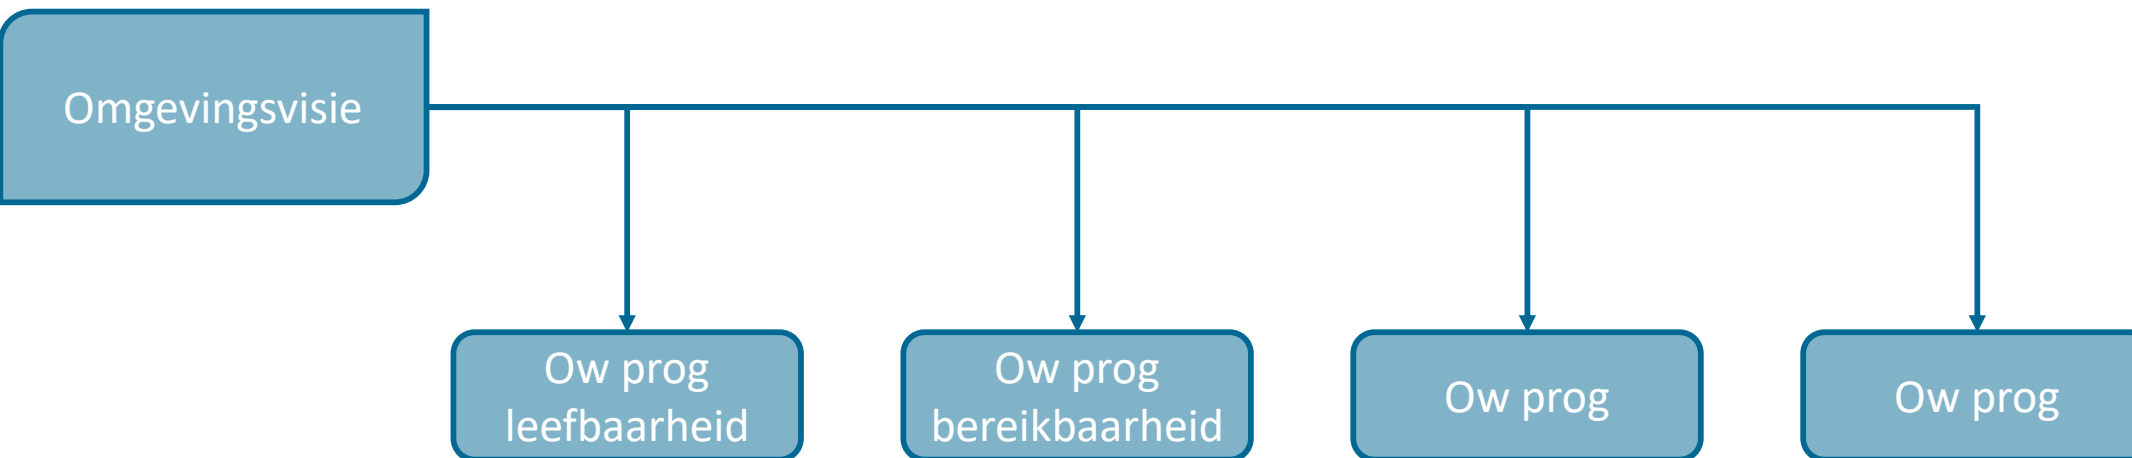 Omgevingsvisie
Ow prog
leefbaarheid
Ow prog
bereikbaarheid
Ow prog
Ow prog